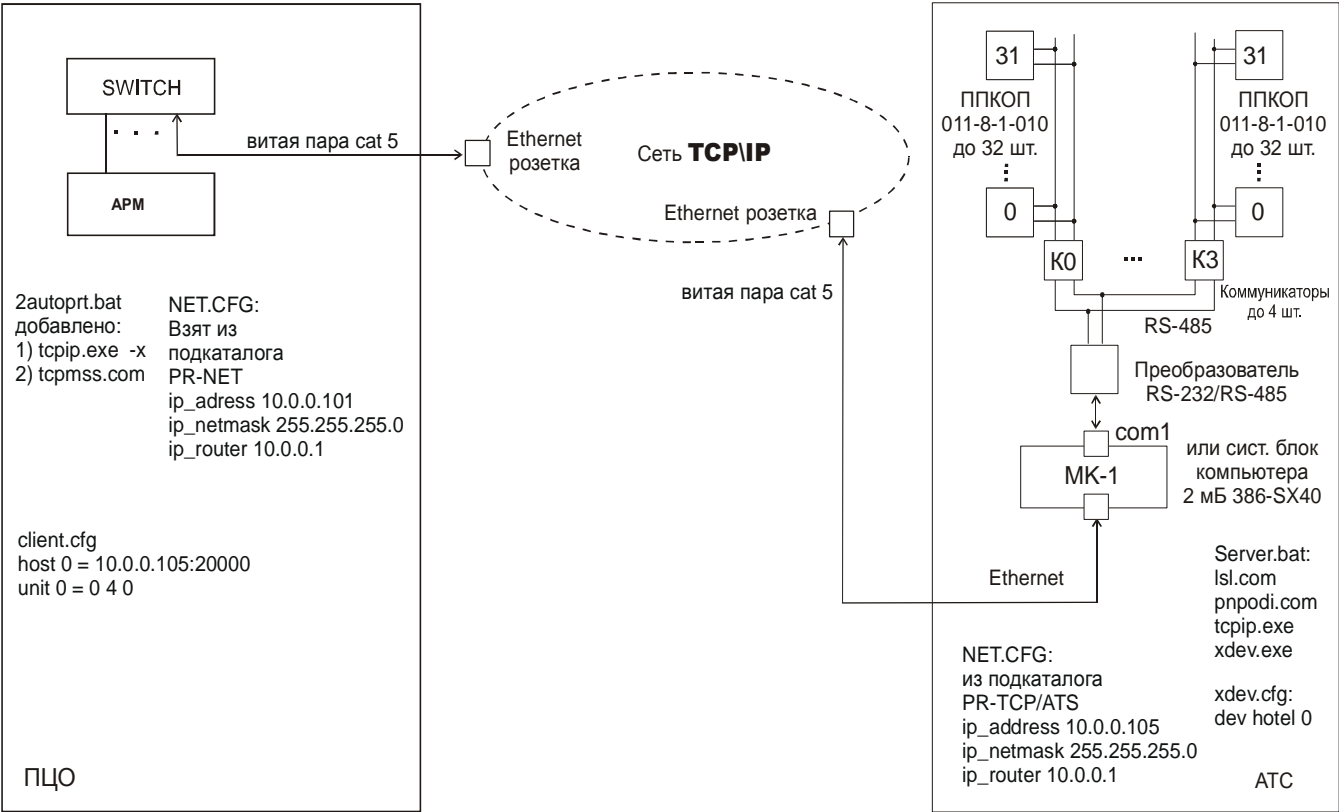 SWITCH
. . .
АРМ
витая пара cat 5
Ethernet
розетка
Сеть TCP\IP
Ethernet розетка
витая пара cat 5
Ethernet
2autoprt.bat
добавлено:
1) tcpip.exe -x
2) tcpmss.com
NET.CFG:
Взят из
подкаталога
PR-NET
ip_adress 10.0.0.101
ip_netmask 255.255.255.0
ip_router 10.0.0.1
client.cfg
host 0 = 10.0.0.105:20000
unit 0 = 0 4 0
ПЦО
31
ППКОП
011-8-1-010
до 32 шт.
0
К0
...
31
ППКОП
011-8-1-010
до 32 шт.
0
К3
Коммуникаторы
до 4 шт.
RS-485
Преобразователь
RS-232/RS-485
com1
МК-1
или сист. блок
компьютера
2 мБ 386-SX40
Server.bat:
lsl.com
pnpodi.com
tcpip.exe
xdev.exe
xdev.cfg:
dev hotel 0
NET.CFG:
из подкаталога
PR-TCP/ATS
ip_address 10.0.0.105
ip_netmask 255.255.255.0
ip_router 10.0.0.1
АТС